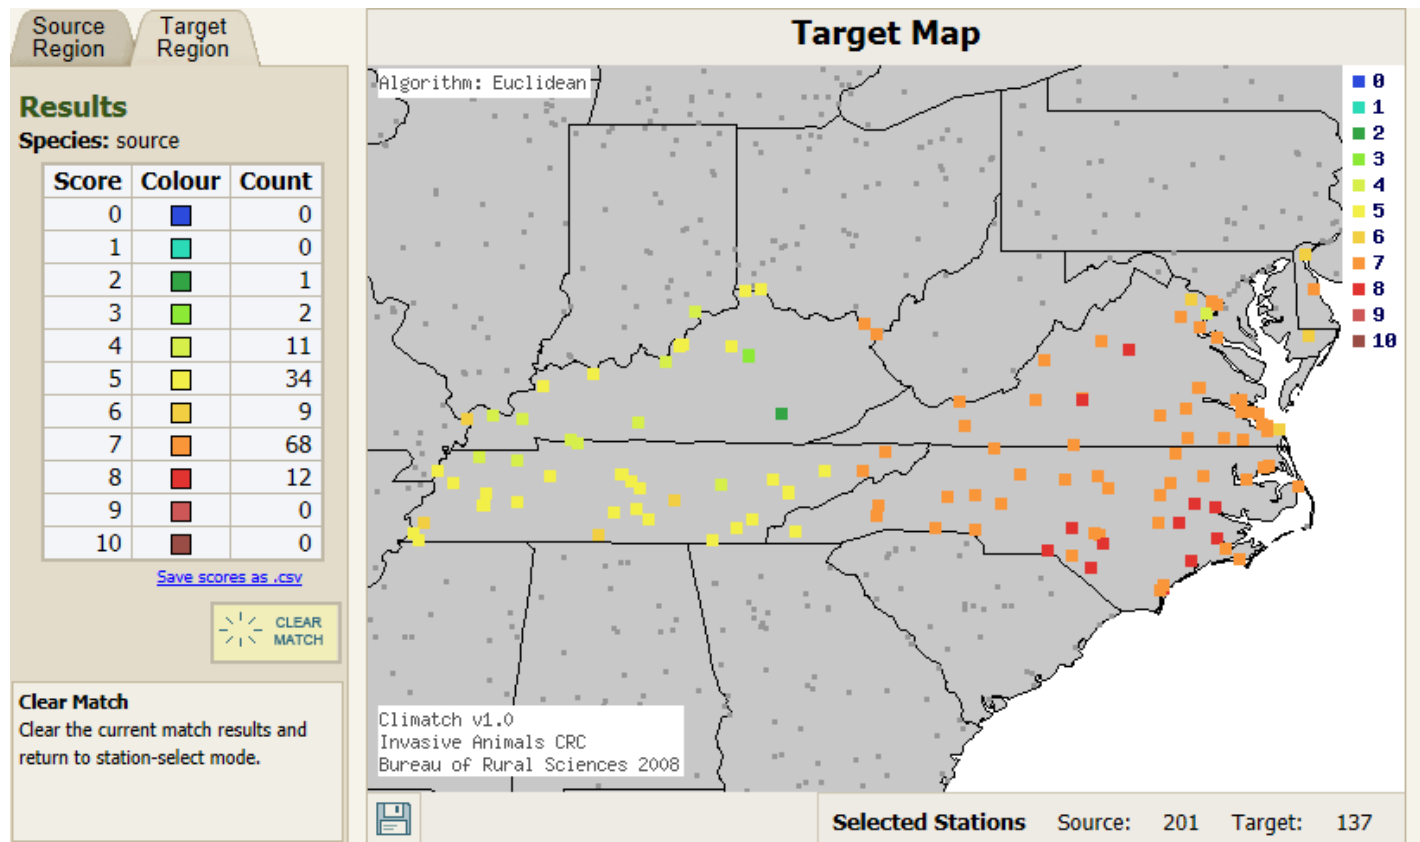 Source Region
Target Region
Results
Species: source
Score Colour Count
0 0
1 0
2 1
3 2
4 11
5 34
6 9
7 68
8 12
9 0
10 0
Save scores as .csv
CLEAR
MATCH
Clear Match
Clear the current match results and
return to station-select mode.
Target Map
Algorithm: Euclidean
0
1
2
3
4
5
6
7
8
9
10
Climatch v1.0
Invasive Animals CRC
Bureau of Rural Sciences 2008
Selected Stations Source: 201 Target: 137